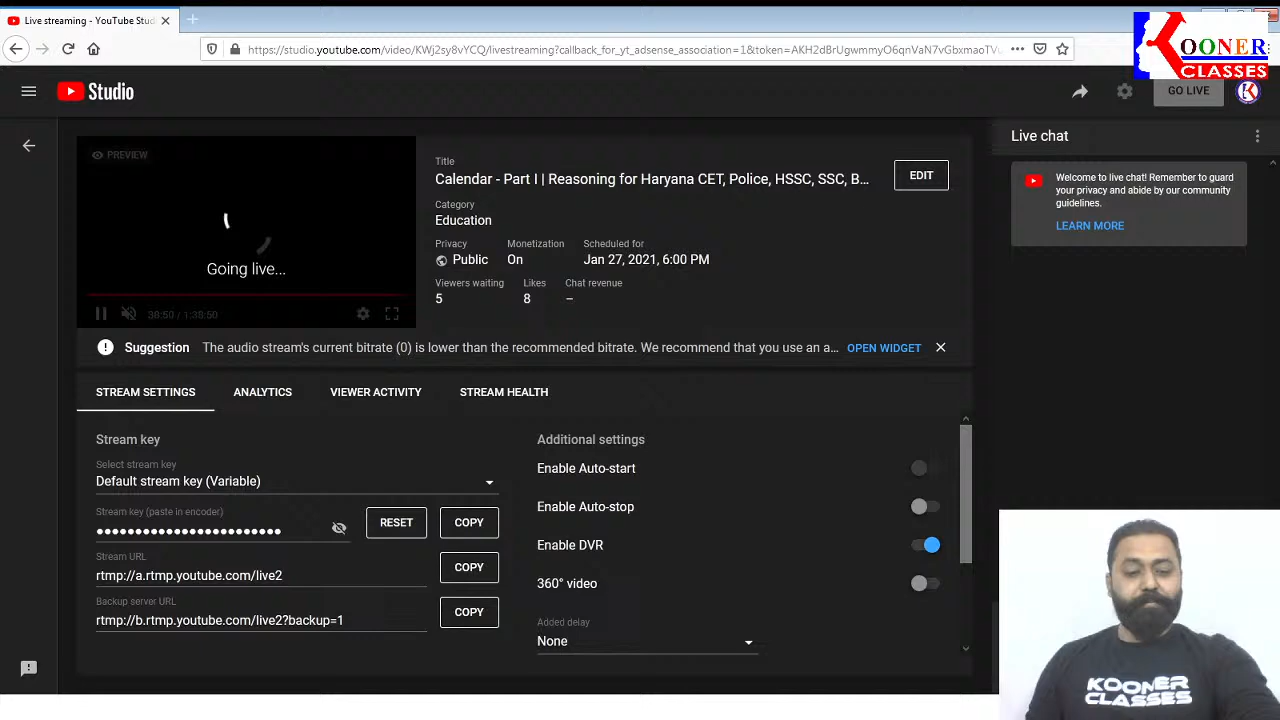 Live streaming - YouTube Studi
https://studio.youtube.com/video/KWj2sy8vYCQ/livestreaming?
KOONER
CLASSES
Studio
GO LIVE
PREVIEW
Going live...
38:50 / 1:38:50
Title
Calendar - Part I | Reasoning for Haryana CET, Police, HSSC, SSC, B...
EDIT
Category
Education
Privacy
Monetization
Scheduled for
Public
On
Jan 27, 2021, 6:00 PM
Viewers waiting
Likes
Chat revenue
5
8
–
Live chat
Welcome to live chat! Remember to guard
your privacy and abide by our community
guidelines.
LEARN MORE
Suggestion The audio stream's current bitrate (0) is lower than the recommended bitrate. We recommend that you use an a... OPEN WIDGET
STREAM SETTINGS
ANALYTICS
VIEWER ACTIVITY
STREAM HEALTH
Stream key
Select stream key
Default stream key (Variable)
Stream key (paste in encoder)
●●●●●●●●●●●●●●●●●●●●●●●●
RESET
COPY
Stream URL
rtmp://a.rtmp.youtube.com/live2
COPY
Backup server URL
rtmp://b.rtmp.youtube.com/live2?backup=1
COPY
Additional settings
Enable Auto-start
Enable Auto-stop
Enable DVR
360° video
Added delay
None
KOONER
CLASSES